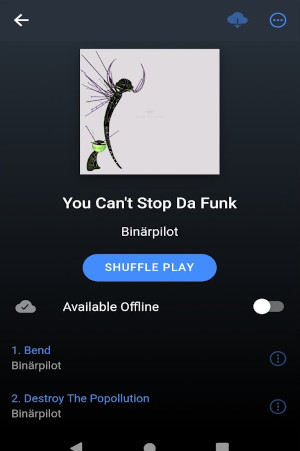 You Can't Stop Da Funk
Binärpilot
SHUFFLE PLAY
Available Offline
1. Bend
Binärpilot
2. Destroy The Popollution
Binärpilot